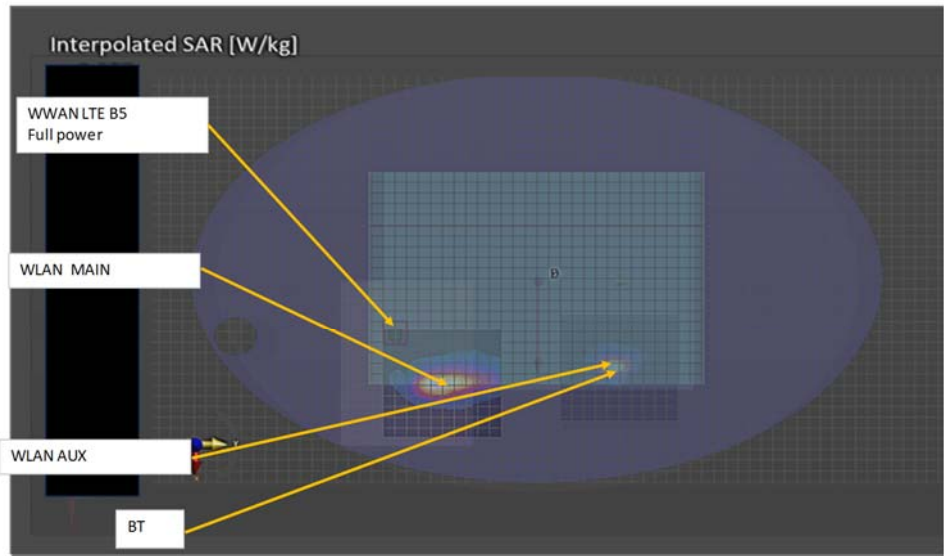 Interpolated SAR [W/kg]
WWAN LTE B5
Full power
WLAN MAIN
WLAN AUX
BT